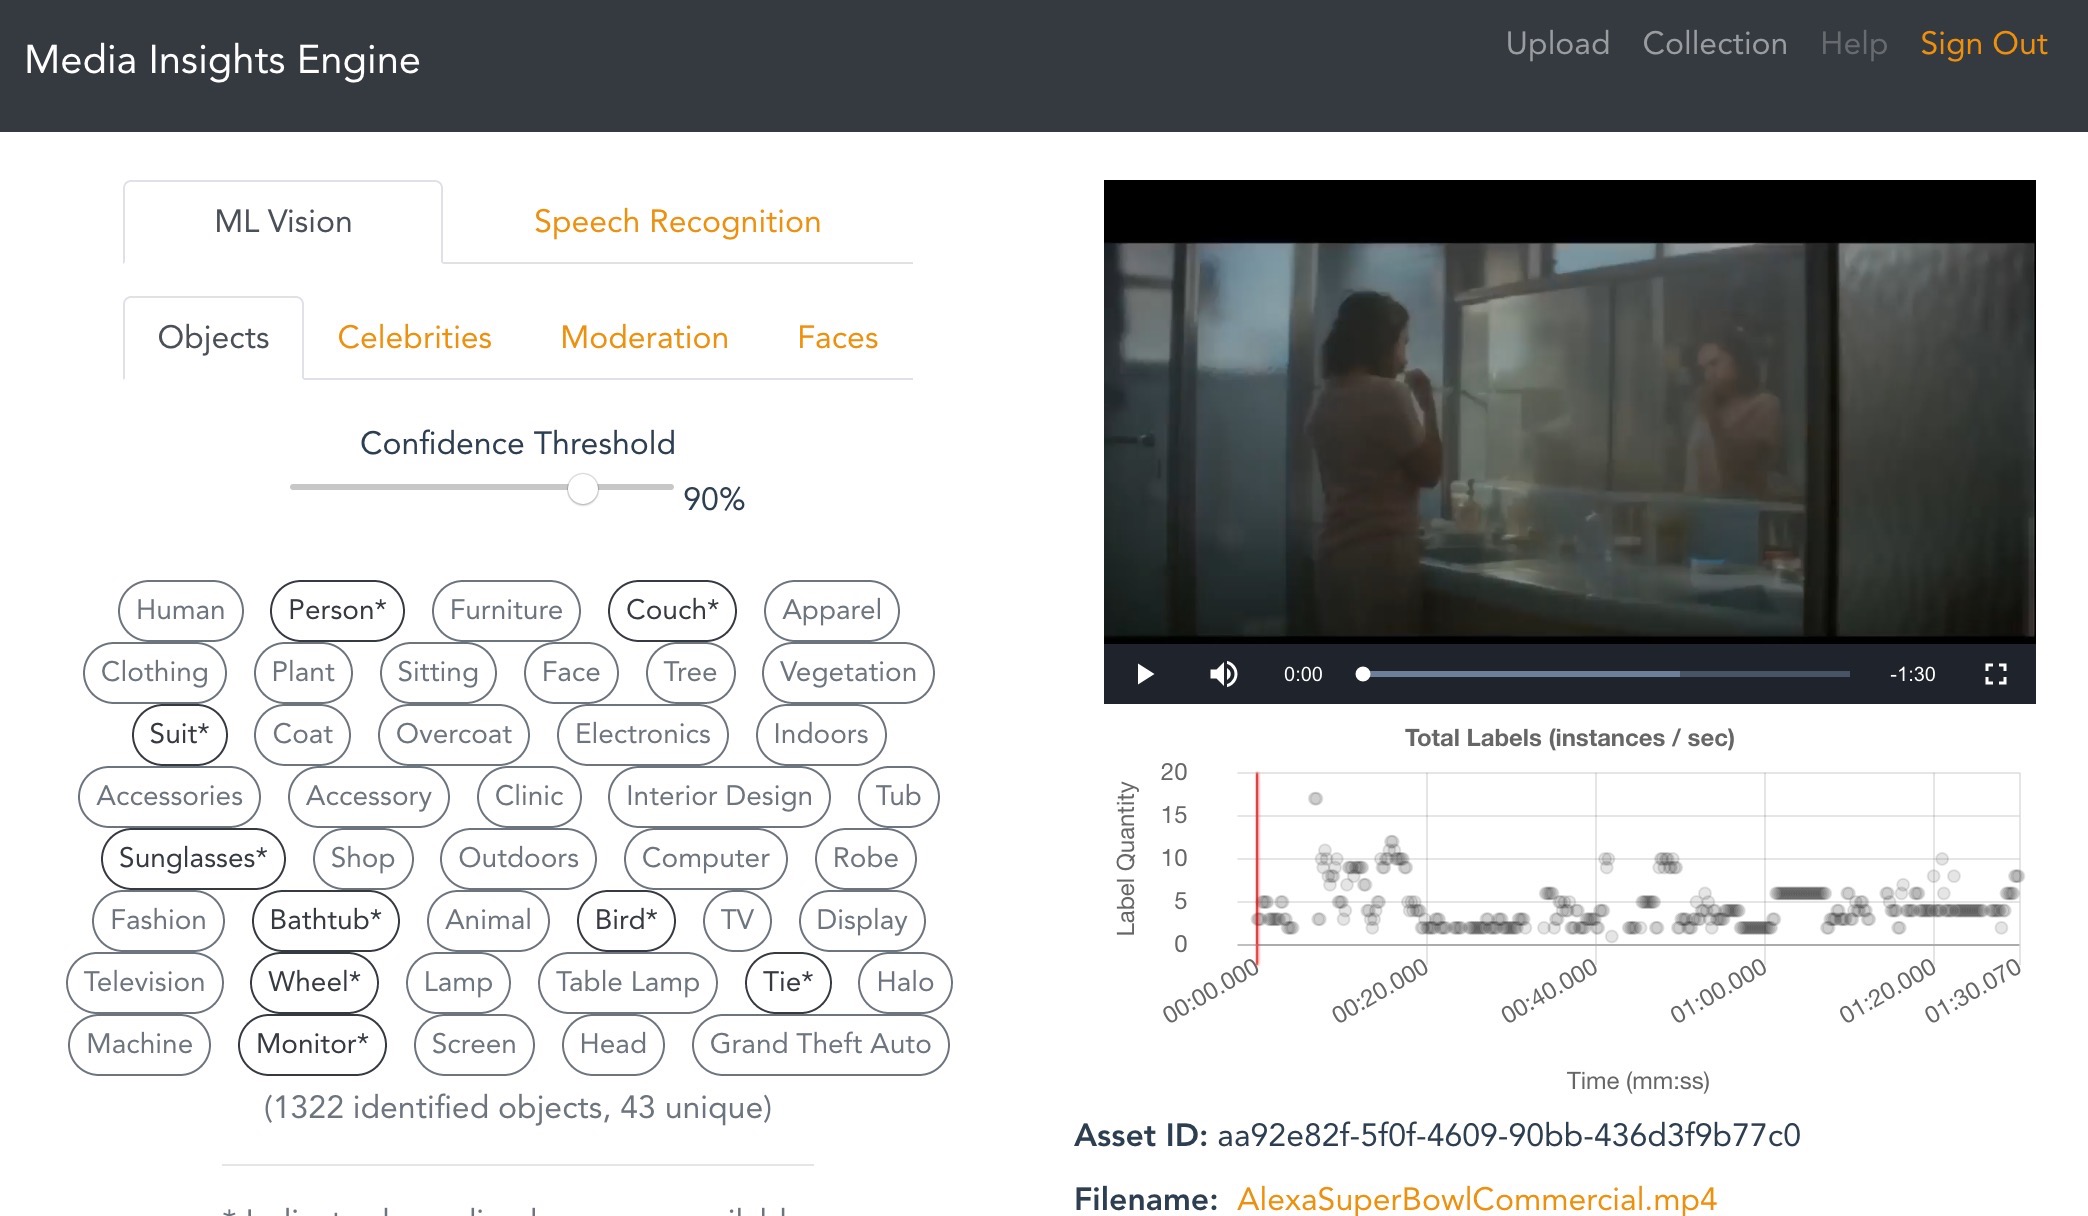 Media Insights Engine
Upload Collection Help Sign Out
ML Vision Speech Recognition
Objects Celebrities Moderation Faces
Confidence Threshold
90%
Human Person* Furniture Couch* Apparel
Clothing Plant Sitting Face Tree Vegetation
Suit* Coat Overcoat Electronics Indoors
Accessories Accessory Clinic Interior Design Tub
Sunglasses* Shop Outdoors Computer Robe
Fashion Bathtub* Animal Bird* TV Display
Television Wheel* Lamp Table Lamp Tie* Halo
Machine Monitor* Screen Head Grand Theft Auto
(1322 identified objects, 43 unique)
0:00 -1:30
Total Labels (instances / sec)
Label Quantity
20
15
10
5
0
00:00.000 00:20.000 00:40.000 01:00.000 01:20.000 01:30.070
Time (mm:ss)
Asset ID: aa92e82f-5f0f-4609-90bb-436d3f9b77c0
Filename: AlexaSuperBowlCommercial.mp4